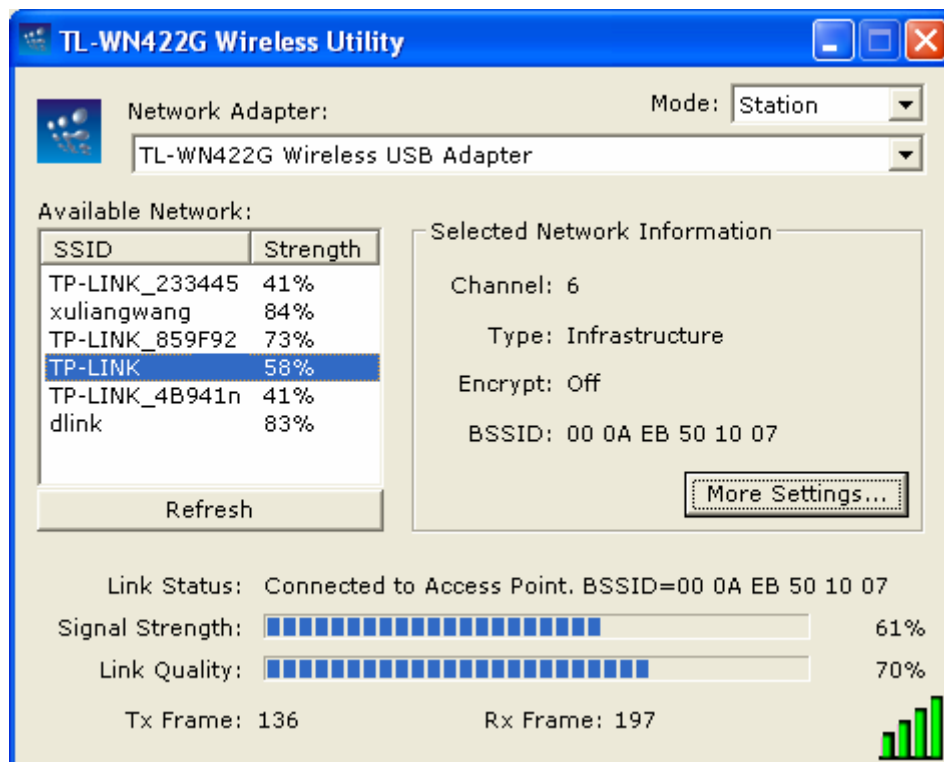 TL-WN422G Wireless Utility
Network Adapter:
Mode: Station
TL-WN422G Wireless USB Adapter
Available Network:
SSID Strength
TP-LINK_233445 41%
xuliangwang 84%
TP-LINK_859F92 73%
TP-LINK 58%
TP-LINK_4B941n 41%
dlink 83%
Refresh
Selected Network Information
Channel: 6
Type: Infrastructure
Encrypt: Off
BSSID: 00 0A EB 50 10 07
More Settings...
Link Status: Connected to Access Point. BSSID=00 0A EB 50 10 07
Signal Strength: 61%
Link Quality: 70%
Tx Frame: 136 Rx Frame: 197